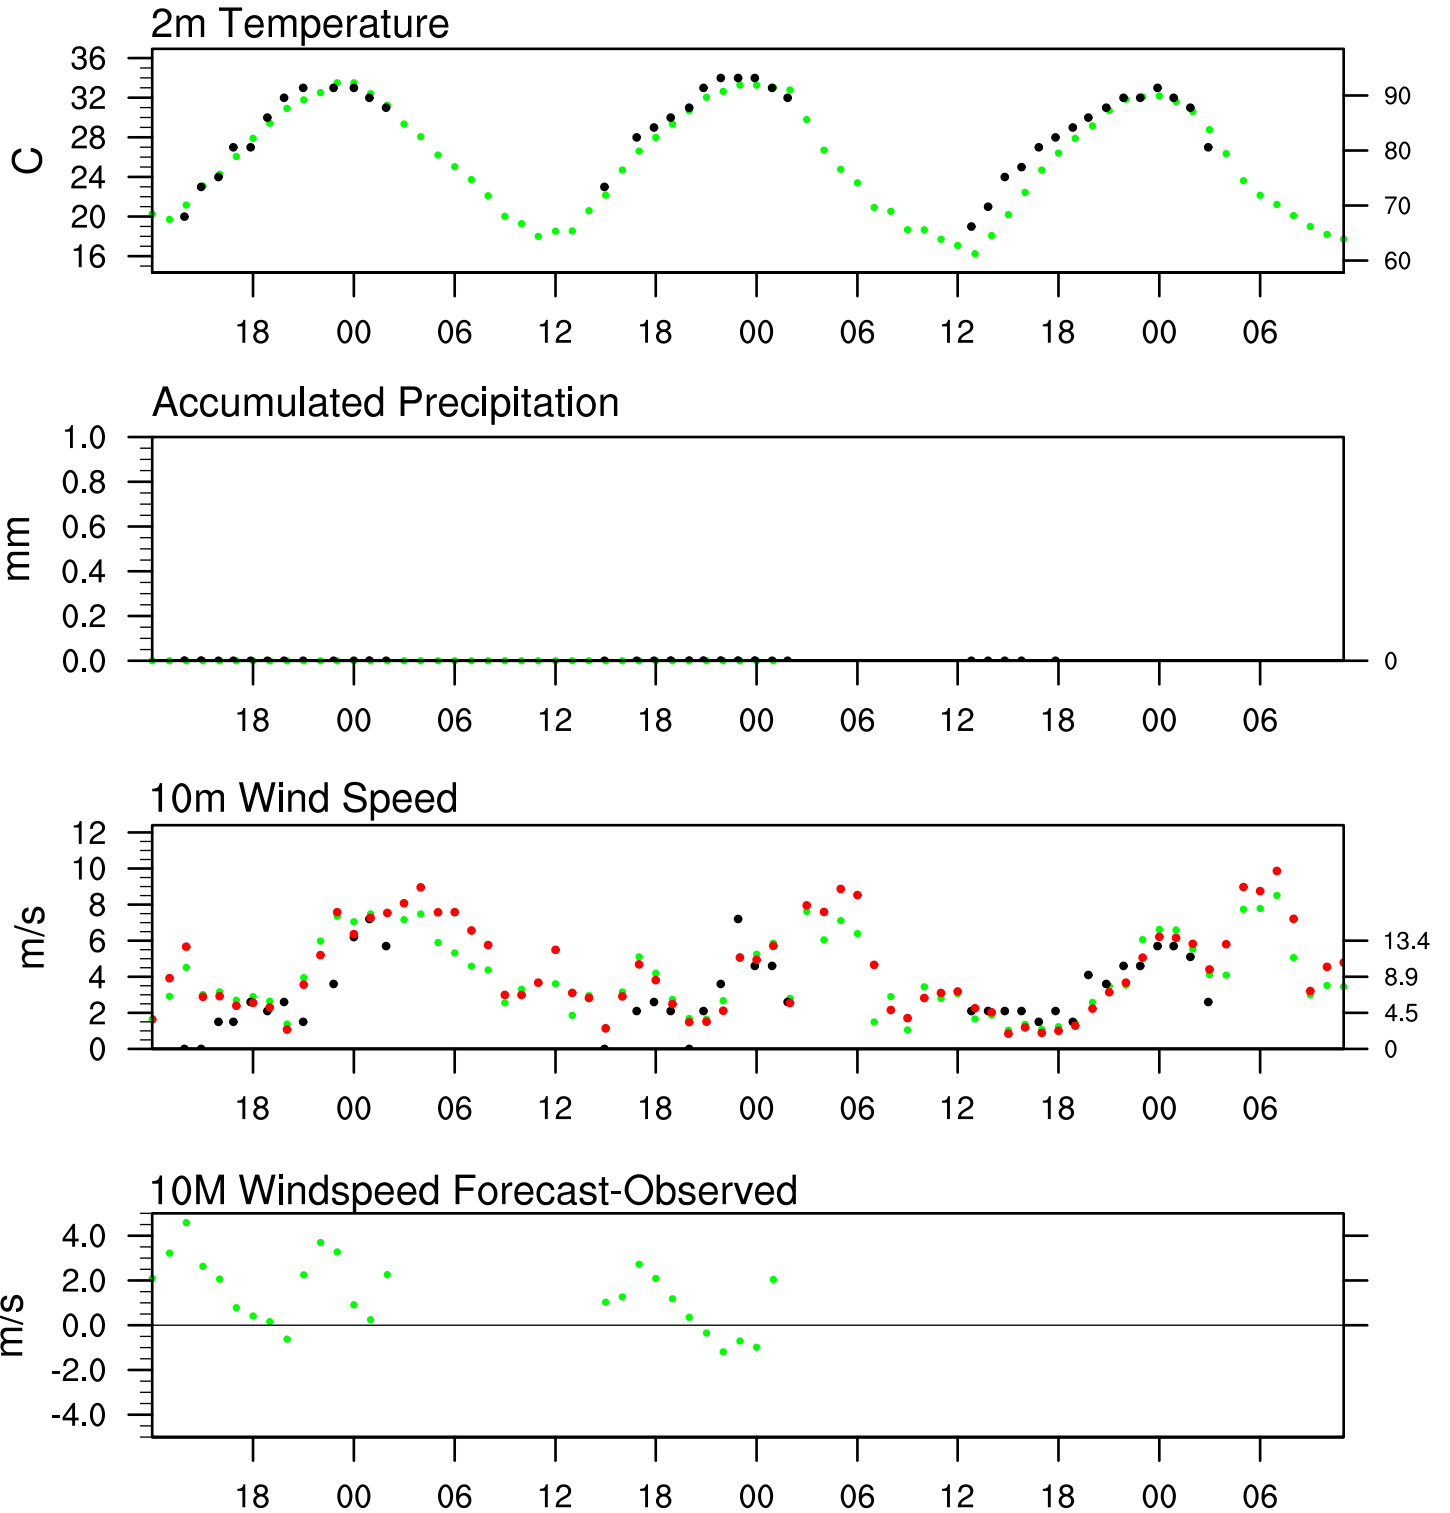 2m Temperature
36
32
28
24
20
16
C
90
80
70
60
18 00 06 12 18 00 06 12 18 00 06
Accumulated Precipitation
1.0
0.8
0.6
0.4
0.2
0.0
mm
0
18 00 06 12 18 00 06 12 18 00 06
10m Wind Speed
12
10
8
6
4
2
0
m/s
13.4
8.9
4.5
0
18 00 06 12 18 00 06 12 18 00 06
10M Windspeed Forecast-Observed
4.0
2.0
0.0
-2.0
-4.0
m/s
18 00 06 12 18 00 06 12 18 00 06